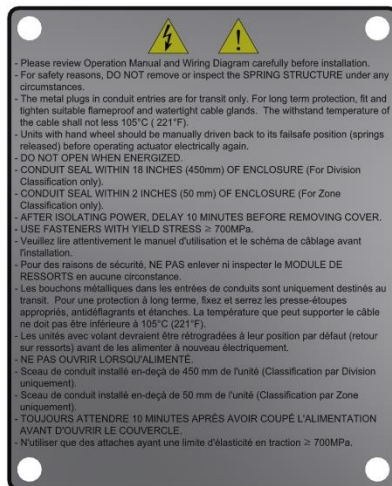 - Please review Operation Manual and Wiring Diagram carefully before installation.
- For safety reasons, DO NOT remove or inspect the SPRING STRUCTURE under any
circumstances.
- The metal plugs in conduit entries are for transit only. For long term protection, fit and
tighten suitable flameproof and watertight cable glands. The withstand temperature of
the cable shall not less 105°C ( 221°F).
- Units with hand wheel should be manually driven back to its failsafe position (springs
released) before operating actuator electrically again.
- DO NOT OPEN WHEN ENERGIZED.
- CONDUIT SEAL WITHIN 18 INCHES (450mm) OF ENCLOSURE (For Division
Classification only).
- CONDUIT SEAL WITHIN 2 INCHES (50 mm) OF ENCLOSURE (For Zone
Classification only).
- AFTER ISOLATING POWER, DELAY 10 MINUTES BEFORE REMOVING COVER.
- USE FASTENERS WITH YIELD STRESS ≥ 700MPa.
- Veuillez lire attentivement le manuel d'utilisation et le schéma de câblage avant
l'installation.
- Pour des raisons de sécurité, NE PAS enlever ni inspecter le MODULE DE
RESSORTS en aucune circonstance.
- Les bouchons métalliques dans les entrées de conduits sont uniquement destinés au
transit. Pour une protection à long terme, fixez et serrez les presse-étoupes
appropriés, antidéflagrants et étanches. La température que peut supporter le câble
ne doit pas être inférieure à 105°C (221°F).
- Les unités avec volant devraient être rétrogradées à leur position par défaut (retour
sur ressorts) avant de les alimenter à nouveau électriquement.
- NE PAS OUVRIR LORSQU'ALIMENTÉ.
- Sceau de conduit installé en-deçà de 450 mm de l'unité (Classification par Division
uniquement).
- Sceau de conduit installé en-deçà de 50 mm de l'unité (Classification par Zone
uniquement).
- TOUJOURS ATTENDRE 10 MINUTES APRÈS AVOIR COUPÉ L'ALIMENTATION
AVANT D'OUVRIR LE COUVERCLE.
- N'utiliser que des attaches ayant une limite d'élasticité en traction ≥ 700MPa.